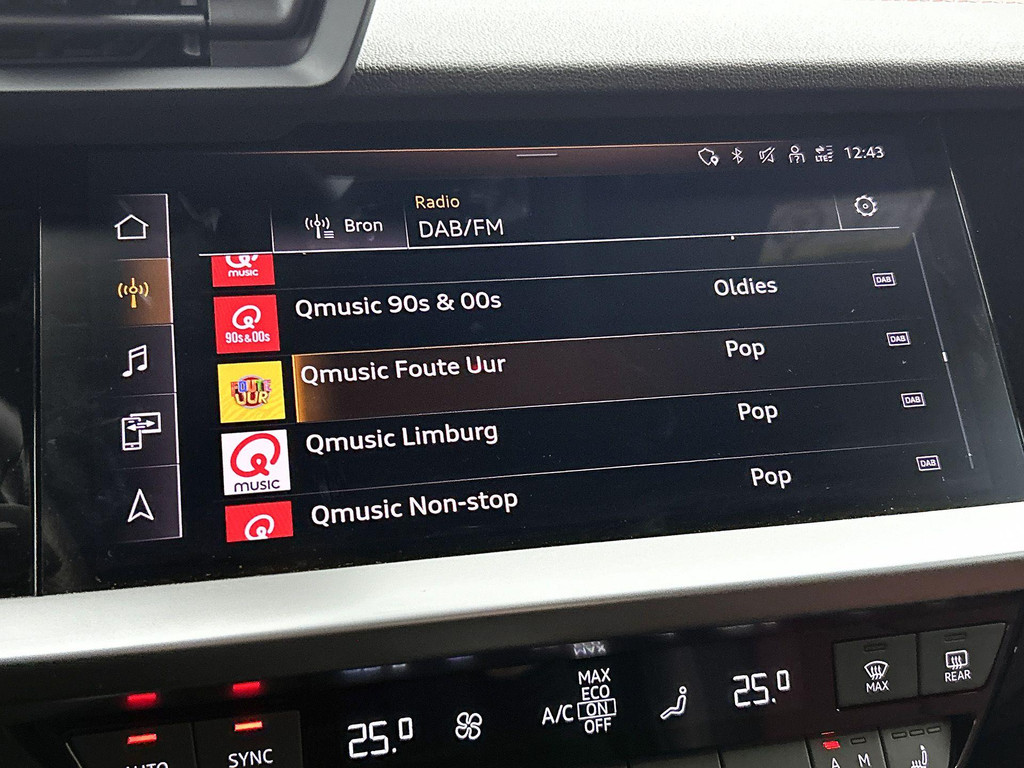 LTE 12:43
Radio
Bron DAB/FM
MUSIC
Qmusic 90s & 00s Oldies DAB
90s&00s
Qmusic Foute Uur Pop DAB
FOUTE UUR
Qmusic Limburg Pop DAB
MUSIC
Qmusic Non-stop Pop DAB
MAX
ECO
A/C ON
OFF
25.0
25.0
MAX
REAR
AUTO
SYNC
A M